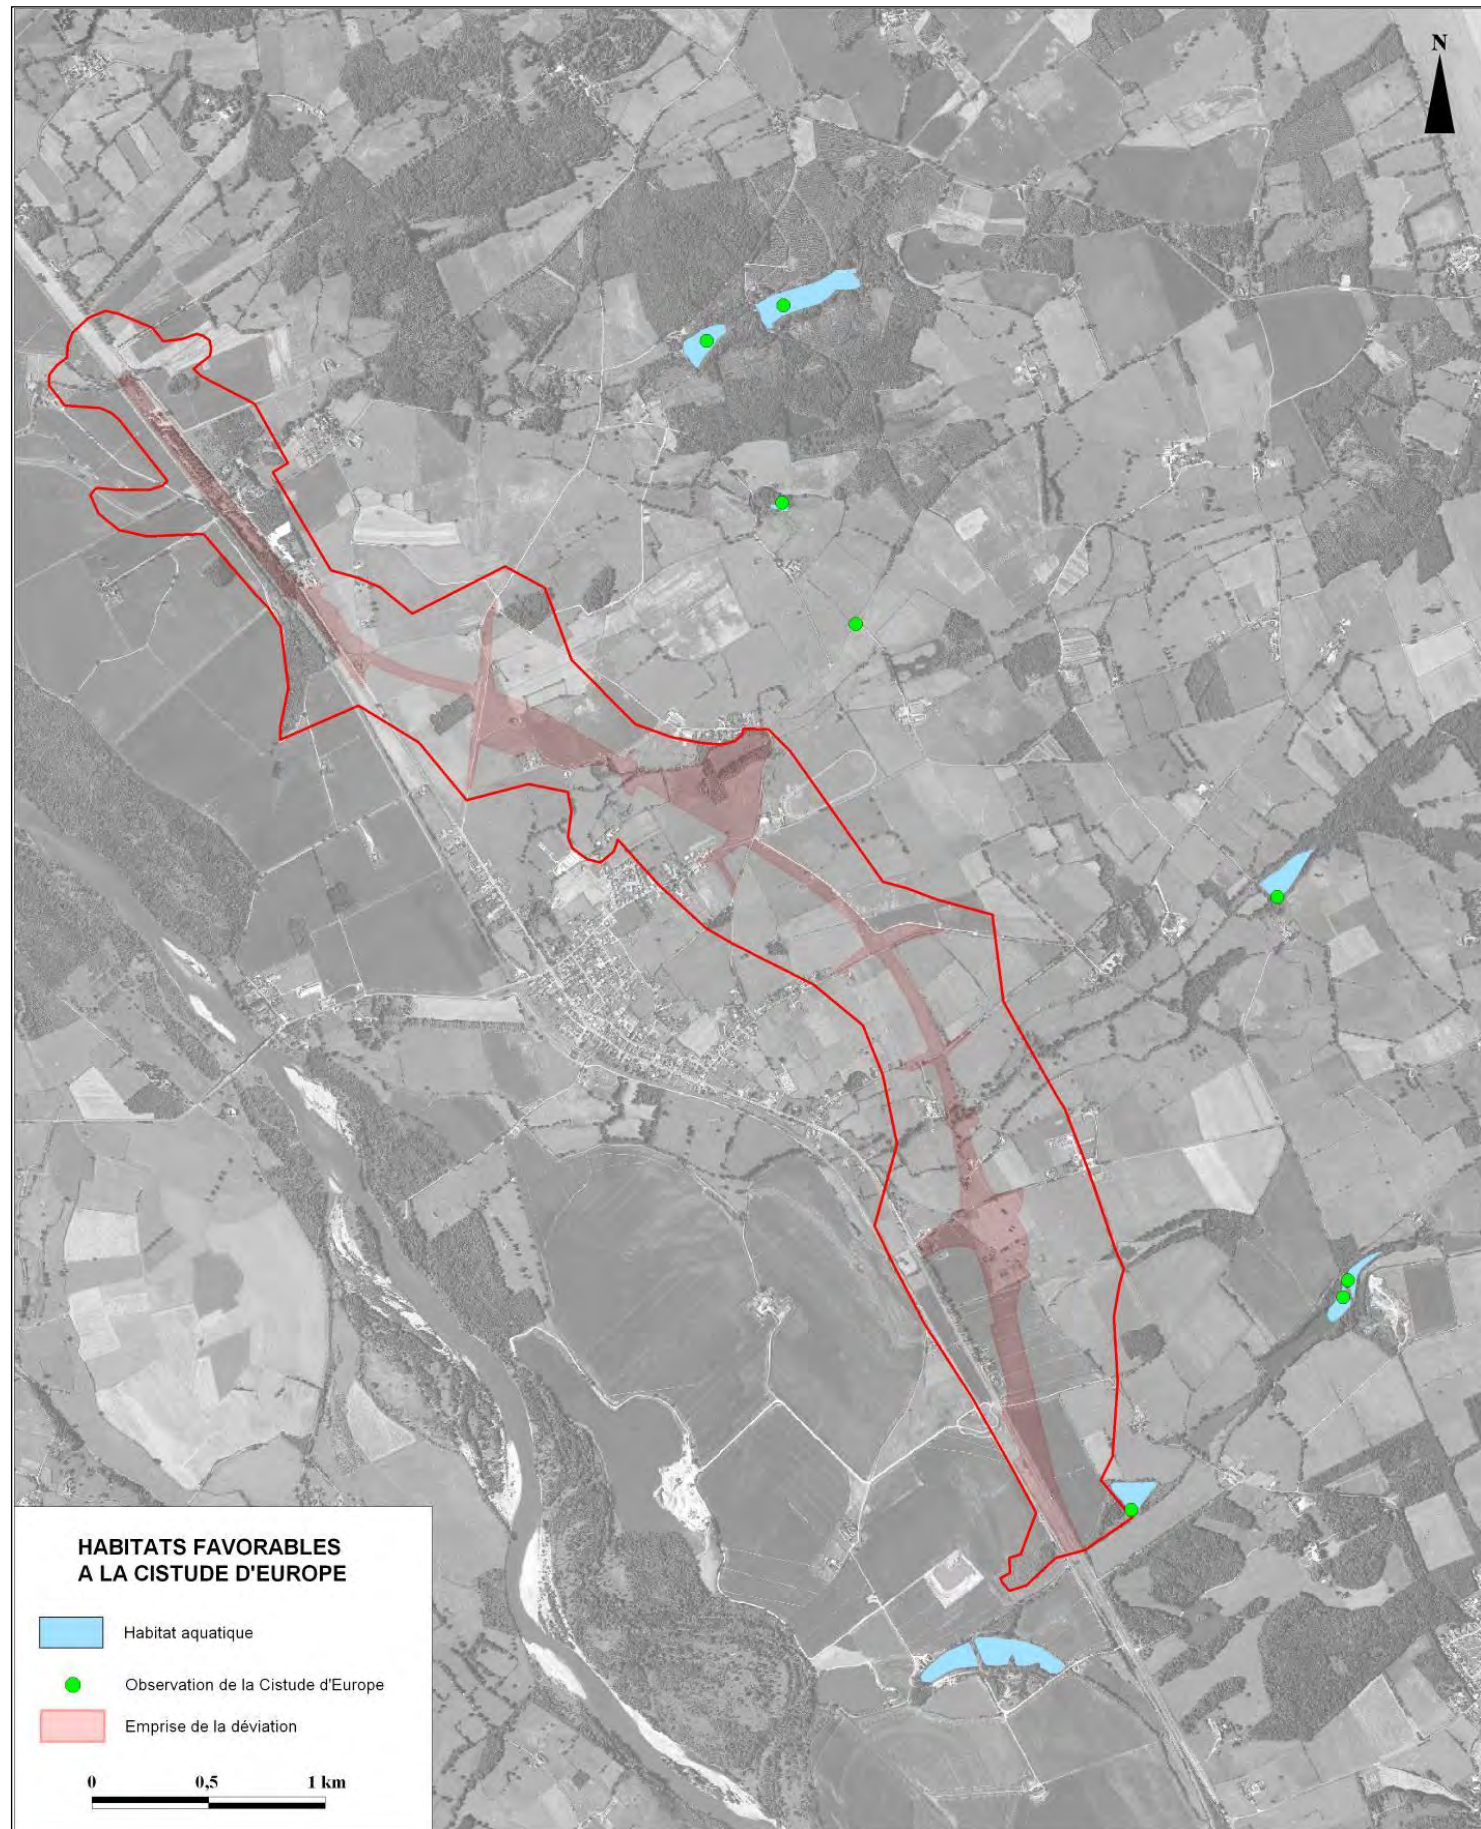 N
HABITATS FAVORABLES
A LA CISTUDE D'EUROPE
Habitat aquatique
Observation de la Cistude d'Europe
Emprise de la déviation
0 0,5 1 km